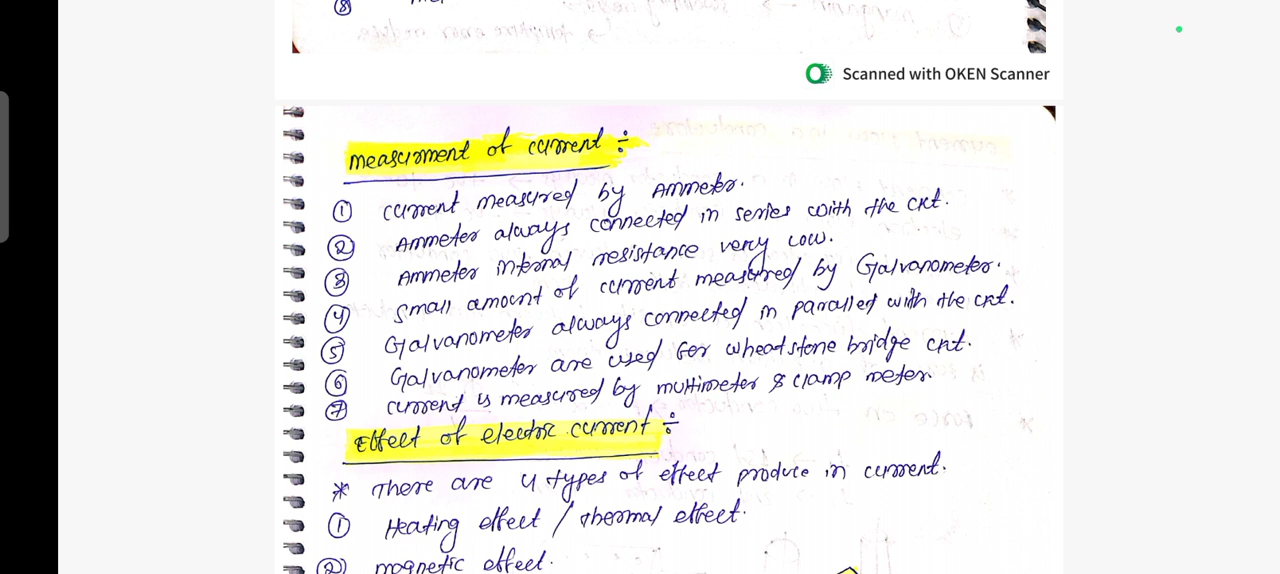 ⑧
Scanned with OKEN Scanner
measurment of current ÷
① current measured by Ammeter.
② Ammeter always connected in series with the ckt.
③ Ammeter internal resistance very low.
④ small amount of current measured by Galvanometer.
⑤ Galvanometer always connected in parallel with the ckt.
⑥ Galvanometer are used for wheatstone bridge ckt.
⑦ current is measured by multimeter & clamp meter.
Effect of electric current ÷
* There are 4 types of effect produce in current.
① Heating effect / thermal effect.
② magnetic effect.